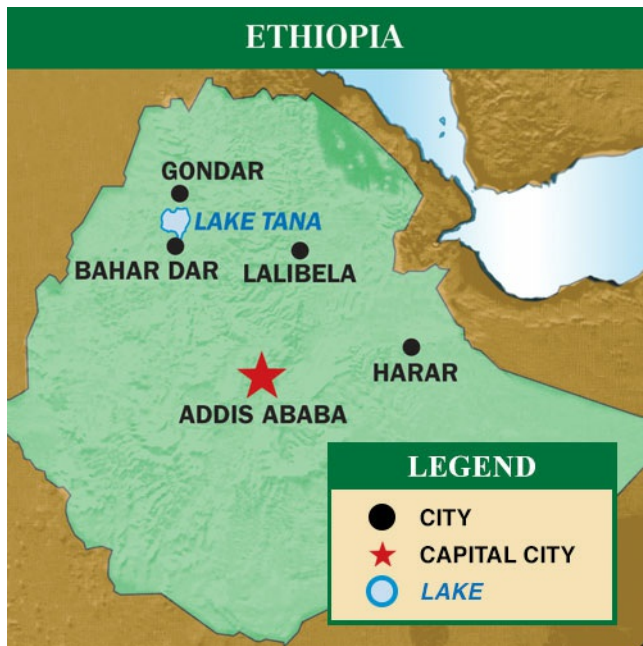 ETHIOPIA
GONDAR
LAKE TANA
BAHAR DAR
LALIBELA
HARAR
ADDIS ABABA
LEGEND
CITY
CAPITAL CITY
LAKE